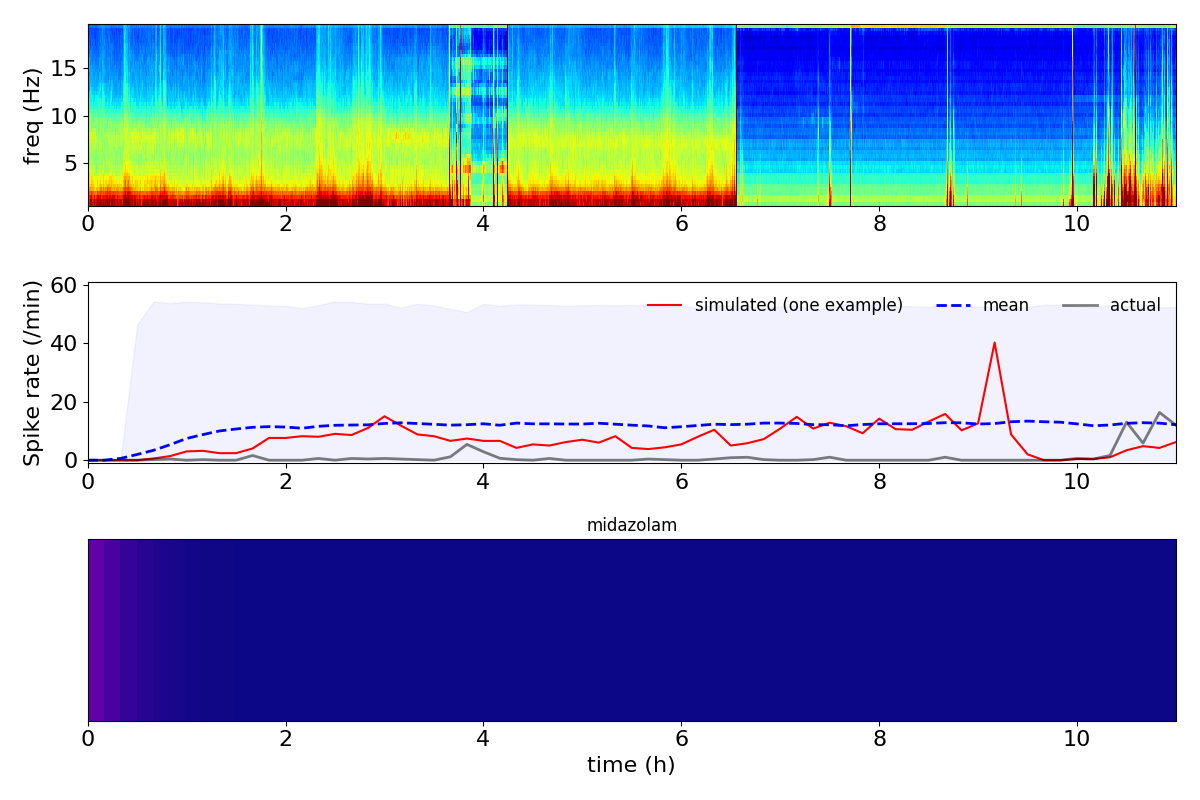 freq (Hz)
15
10
5
0 2 4 6 8 10
Spike rate (/min)
60
40
20
0
simulated (one example) mean actual
0 2 4 6 8 10
midazolam
0 2 4 6 8 10
time (h)